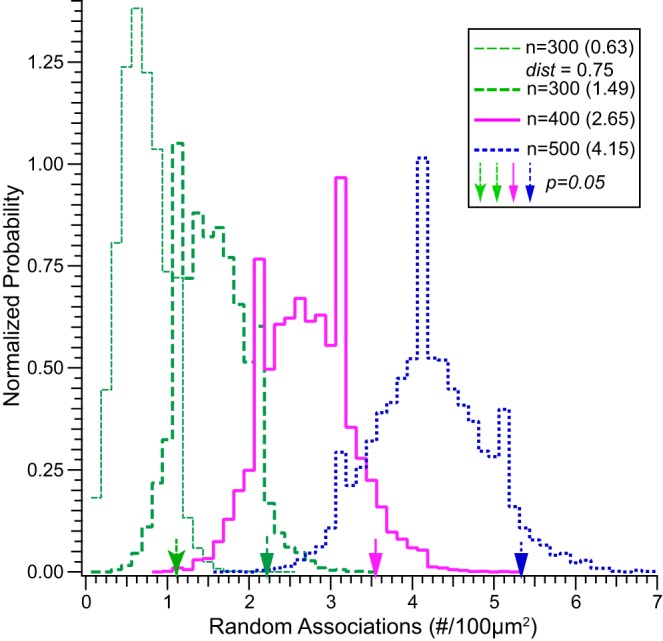 n=300 (0.63)
dist = 0.75
n=300 (1.49)
n=400 (2.65)
n=500 (4.15)
p=0.05
Normalized Probability
1.25
1.00
0.75
0.50
0.25
0.00
0 1 2 3 4 5 6 7
Random Associations (#/100µm²)